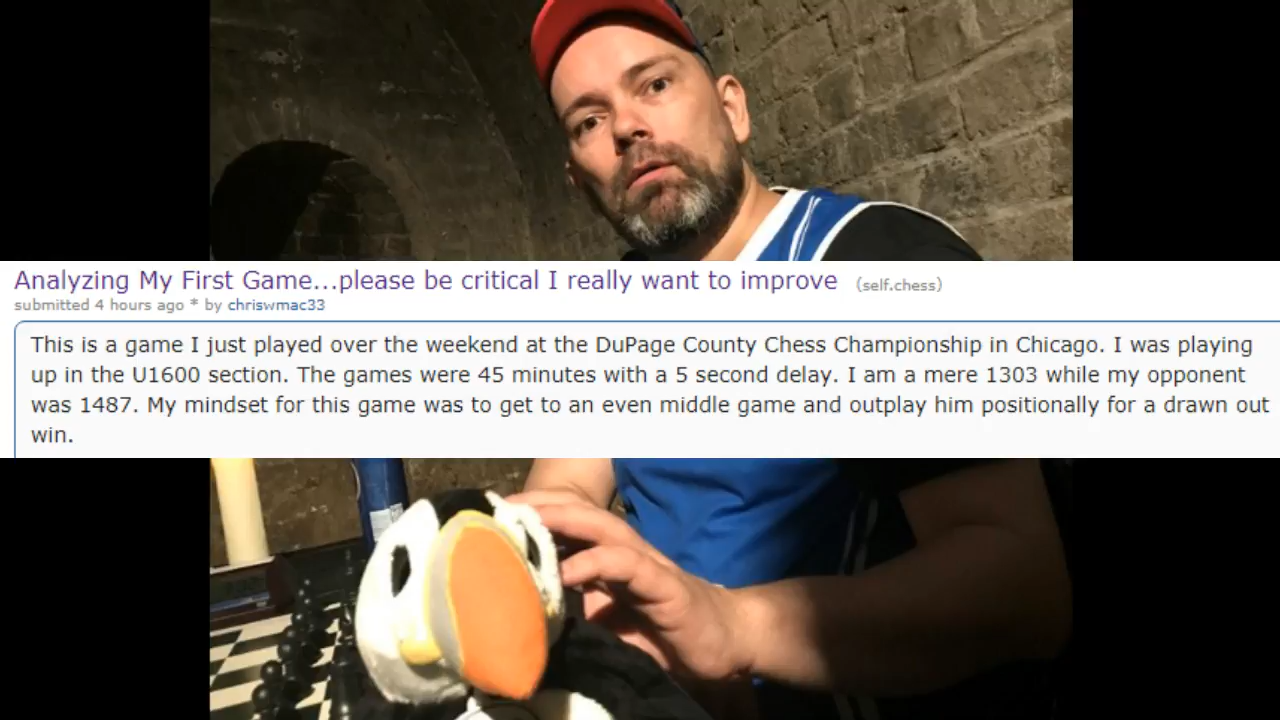 Analyzing My First Game...please be critical I really want to improve (self.chess)
submitted 4 hours ago * by chriswmac33
This is a game I just played over the weekend at the DuPage County Chess Championship in Chicago. I was playing
up in the U1600 section. The games were 45 minutes with a 5 second delay. I am a mere 1303 while my opponent
was 1487. My mindset for this game was to get to an even middle game and outplay him positionally for a drawn out
win.